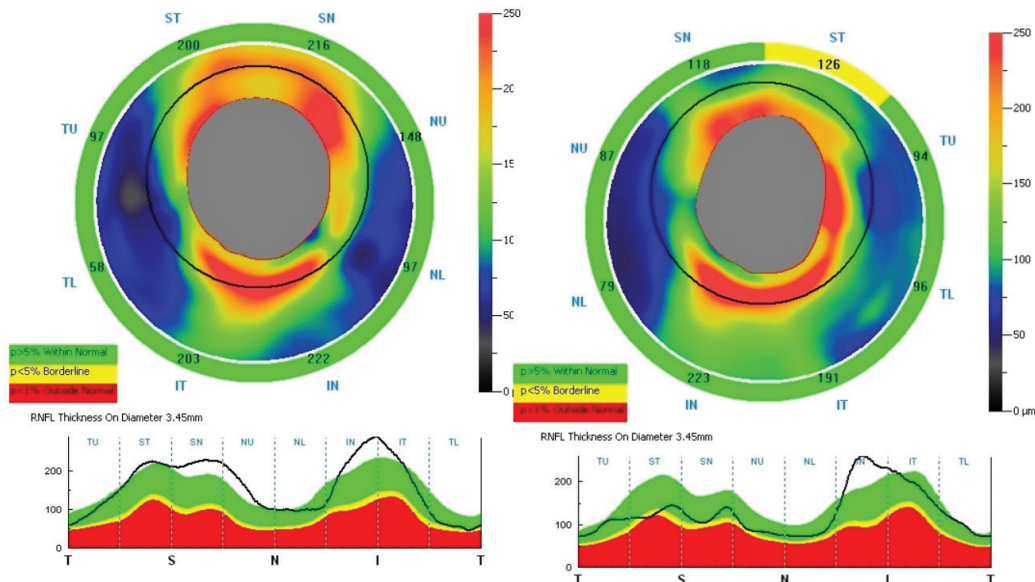 ST
SN
200
216
TU
NU
97
148
58
97
TL
NL
203
222
IT
IN
250
200
15
10
50
0
p>5% Within Normal
p<5% Borderline
p<1% Outside Normal
RNFL Thickness On Diameter 3.45mm
TU ST SN NU NL IN IT TL
200
100
0
T S N I T
SN
ST
118
126
NU
TU
87
94
79
96
NL
TL
223
191
IN
IT
250
200
150
100
50
0 µm
p>5% Within Normal
p<5% Borderline
p<1% Outside Normal
RNFL Thickness On Diameter 3.45mm
TU ST SN NU NL IN IT TL
200
100
0
T S N I T